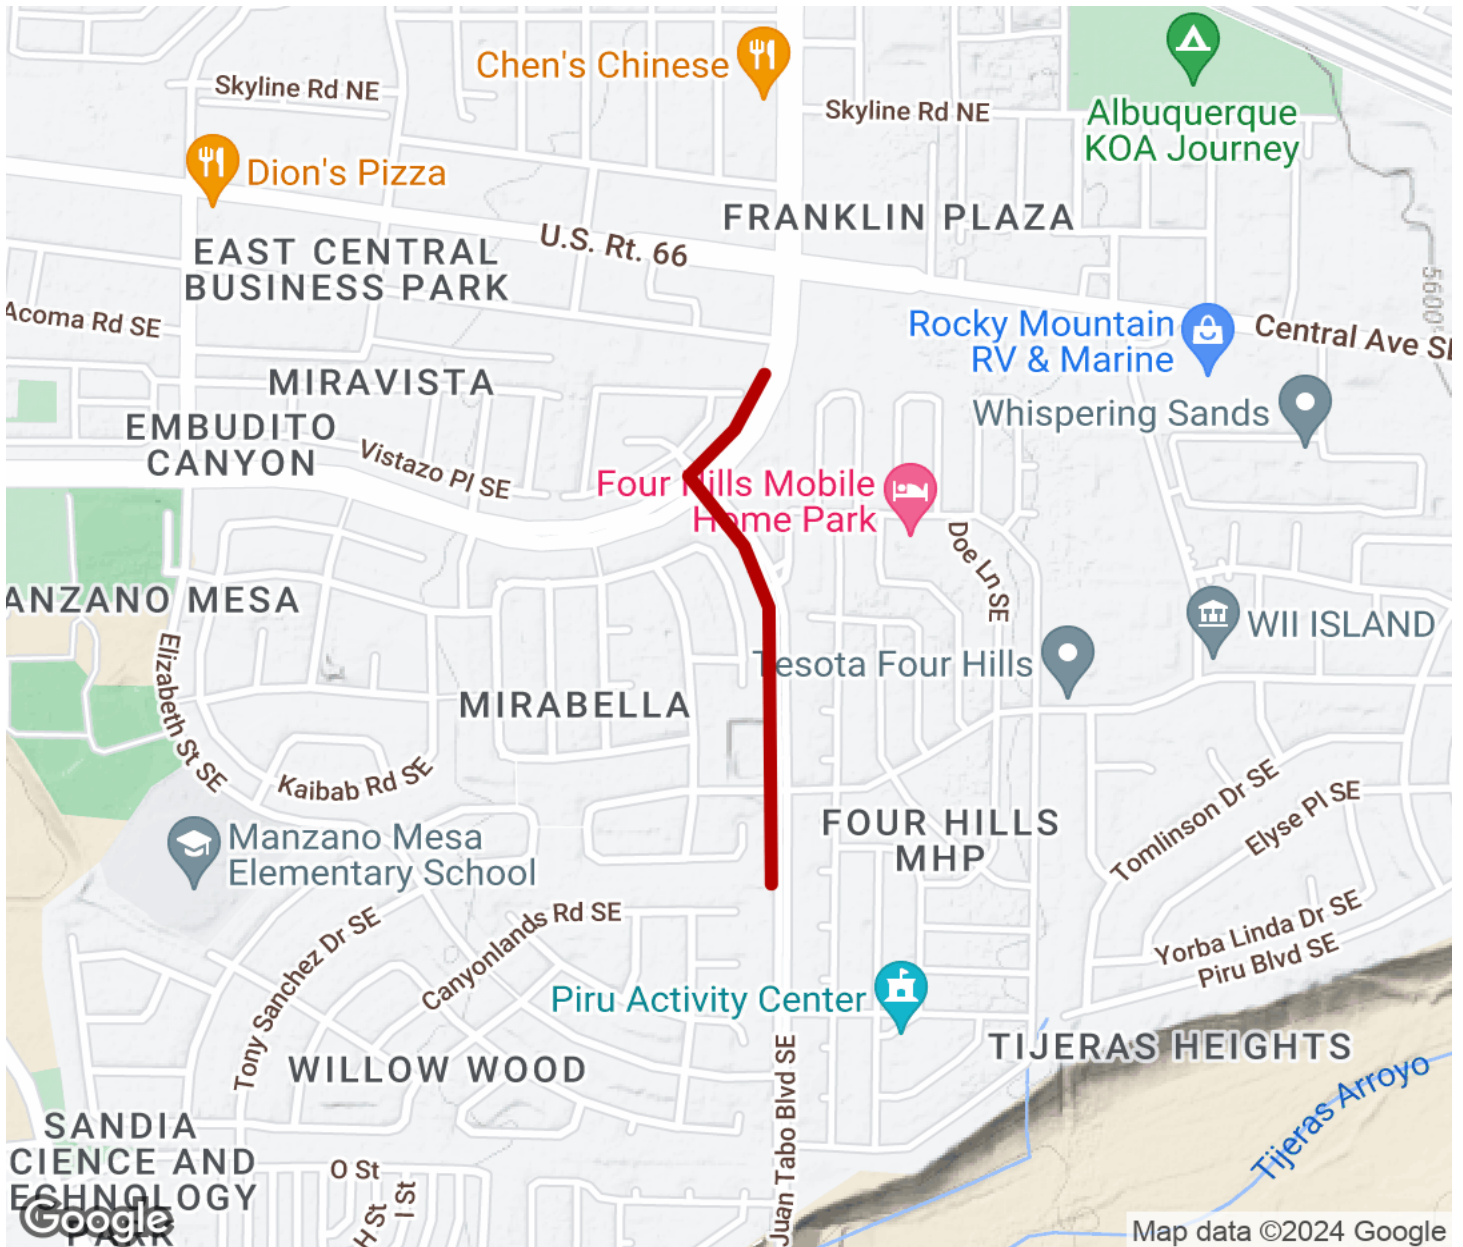 Chen's Chinese
Skyline Rd NE
Skyline Rd NE
Albuquerque
KOA Journey
Dion's Pizza
FRANKLIN PLAZA
U.S. Rt. 66
EAST CENTRAL
BUSINESS PARK
5600'
Acoma Rd SE
Rocky Mountain
RV & Marine
Central Ave SE
MIRAVISTA
Whispering Sands
EMBUDITO
CANYON
Vistazo Pl SE
Four Hills Mobile
Home Park
Doe Ln SE
ANZANO MESA
WII ISLAND
Elizabeth St SE
Tesota Four Hills
MIRABELLA
Kaibab Rd SE
Tomlinson Dr SE
Elyse Pl SE
FOUR HILLS
MHP
Manzano Mesa
Elementary School
Canyonlands Rd SE
Tony Sanchez Dr SE
Yorba Linda Dr SE
Piru Blvd SE
Piru Activity Center
TIJERAS HEIGHTS
WILLOW WOOD
Juan Tabo Blvd SE
Tijeras Arroyo
SANDIA
CIENCE AND
ECHNOLOGY
PARK
O St
I St
H St
Google
Map data ©2024 Google